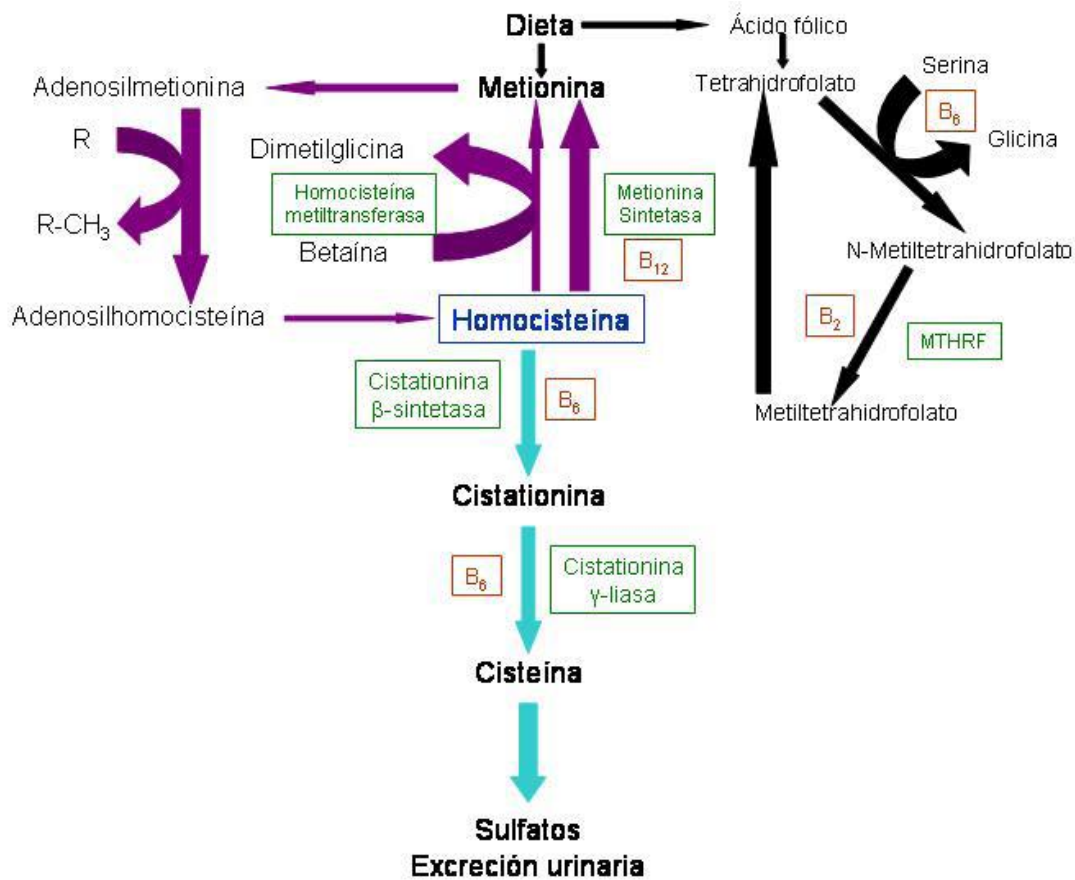 Dieta
Ácido fólico
Adenosilmetionina
Metionina
Tetrahidrofolato
Serina
B6
Glicina
R
R-CH3
Dimetilglicina
Homocisteína
metiltransferasa
Betaína
Metionina
Sintetasa
B12
N-Metiltetrahidrofolato
Adenosilhomocisteína
Homocisteína
B2
MTHRF
Metiltetrahidrofolato
Cistationina
β-sintetasa
B6
Cistationina
B6
Cistationina
γ-liasa
Cisteína
Sulfatos
Excreción urinaria